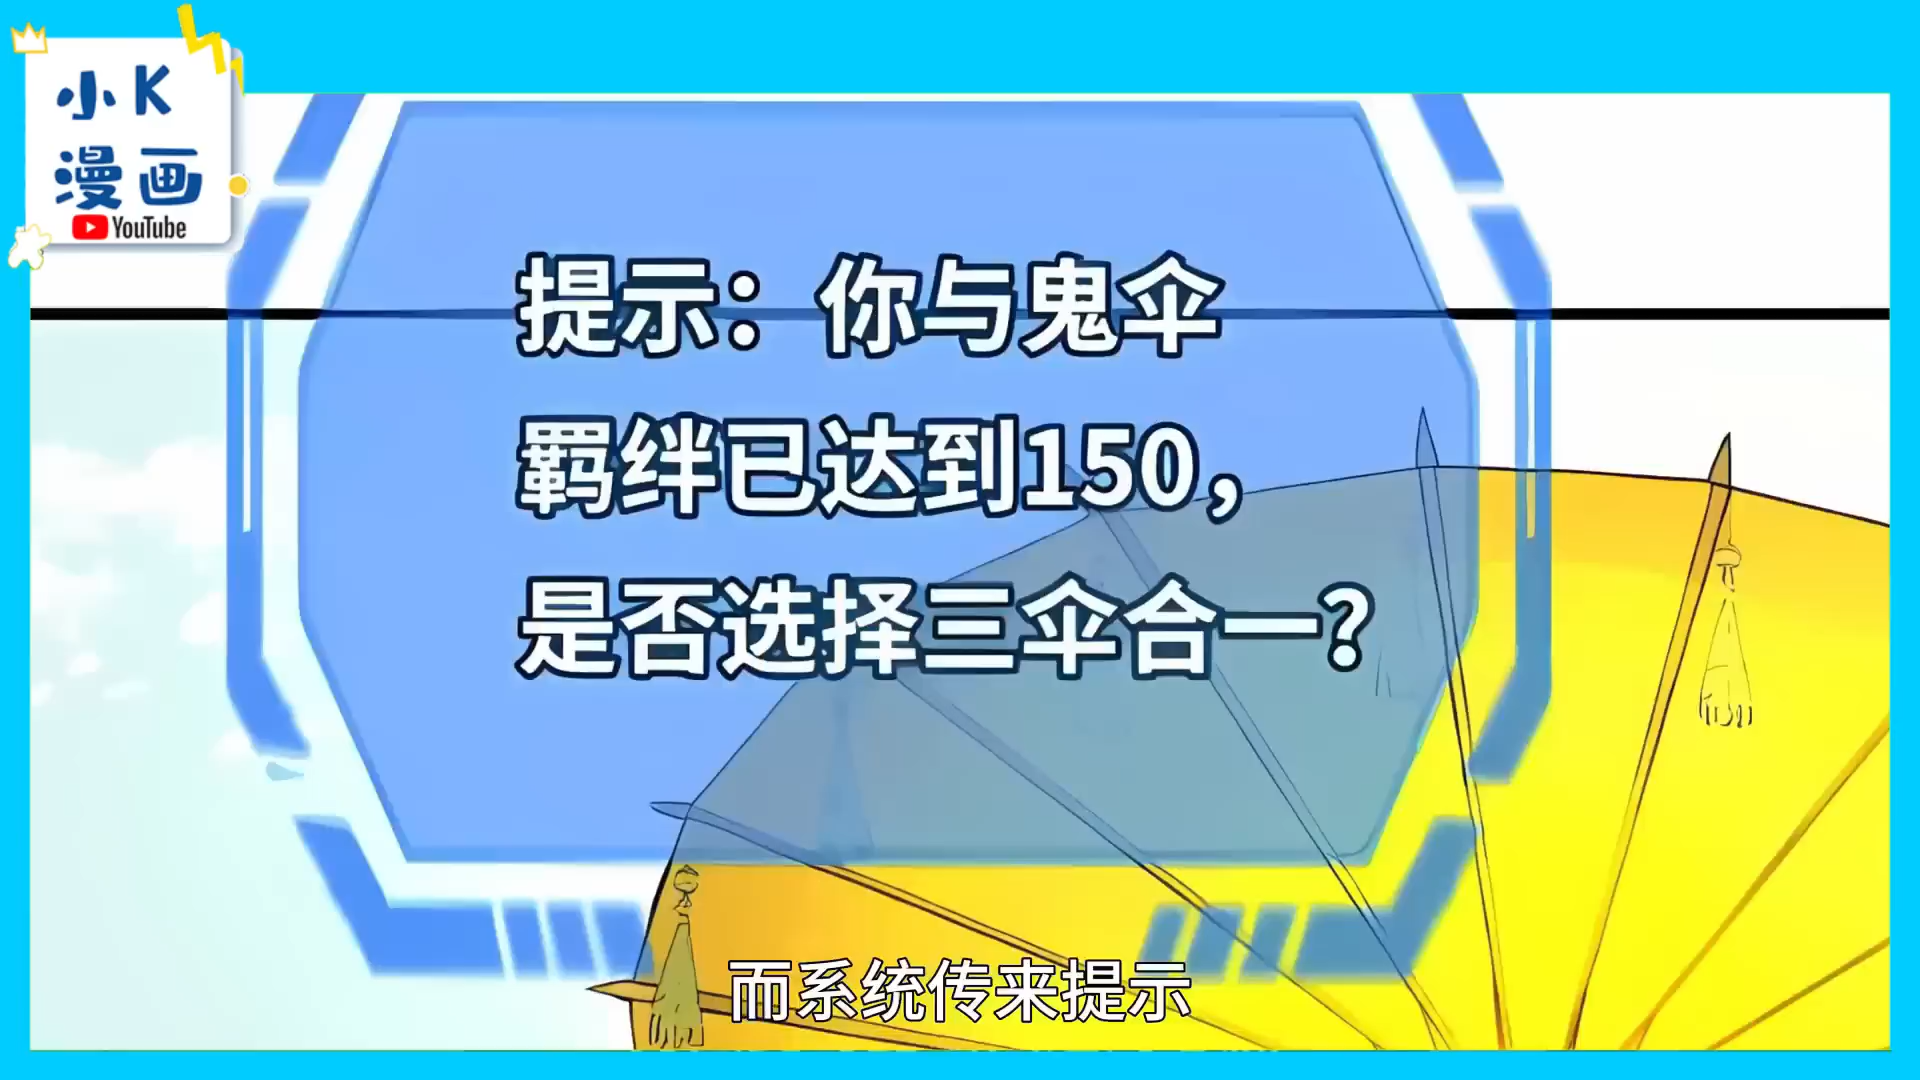 小K
漫画
YouTube
提示：你与鬼伞
羁绊已达到150，
是否选择三伞合一？
而系统传来提示